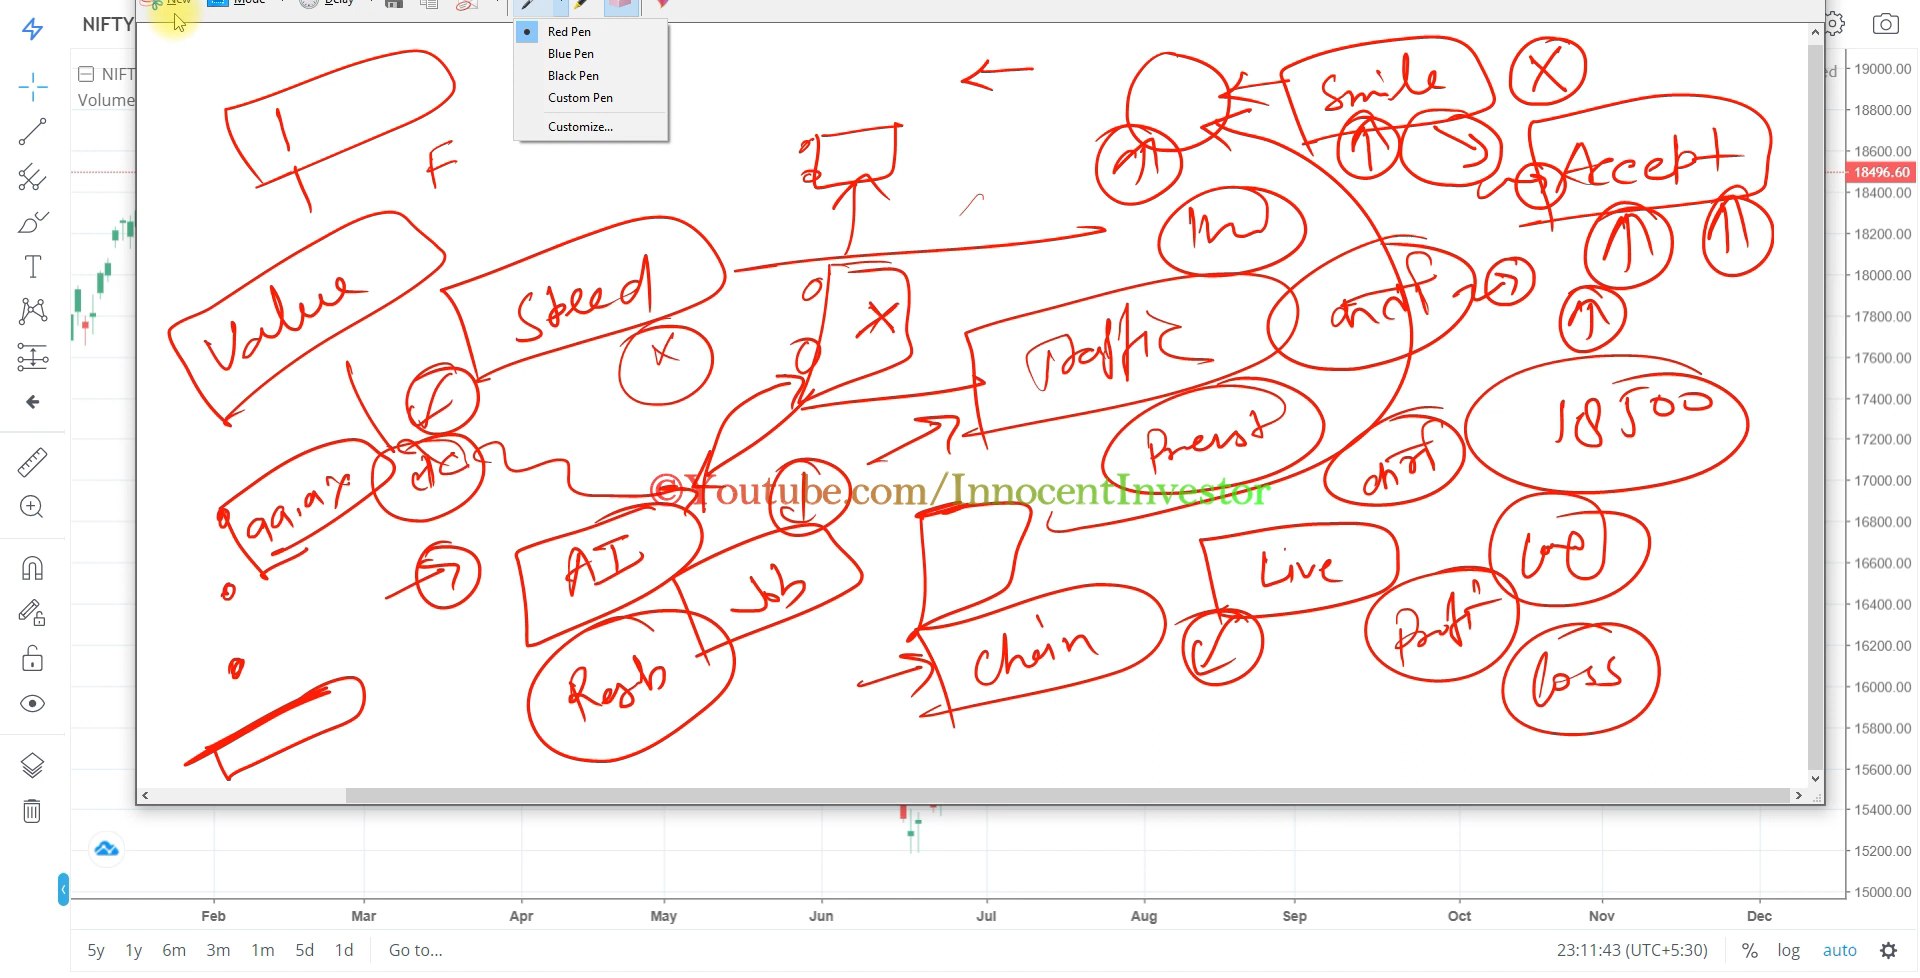 New Mode Delay
NIFTY
NIFT
Volume
Red Pen
Blue Pen
Black Pen
Custom Pen
Customize...
F
Smile
X
Accept
Value
Speed
X
X
Traffic
18500
99.9%
AI
Job
Chain
Live
Profit
Loss
©Youtube.com/InnocentInvestor
19000.00
18800.00
18600.00
18496.60
18400.00
18200.00
18000.00
17800.00
17600.00
17400.00
17200.00
17000.00
16800.00
16600.00
16400.00
16200.00
16000.00
15800.00
15600.00
15400.00
15200.00
15000.00
Feb Mar Apr May Jun Jul Aug Sep Oct Nov Dec
5y 1y 6m 3m 1m 5d 1d Go to... 23:11:43 (UTC+5:30) % log auto